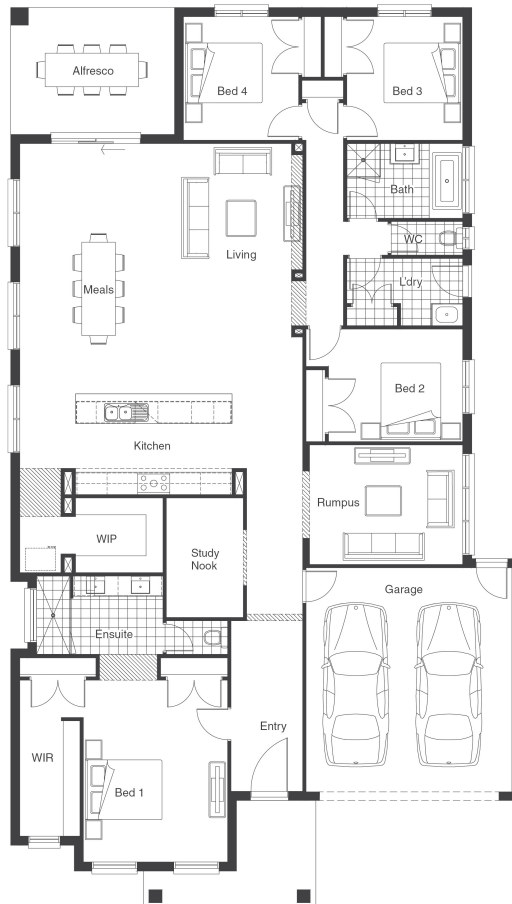 Alfresco
Bed 4
Bed 3
Bath
WC
L'dry
Living
Meals
Bed 2
Kitchen
Rumpus
WIP
Study
Nook
Garage
Ensuite
Entry
WIR
Bed 1